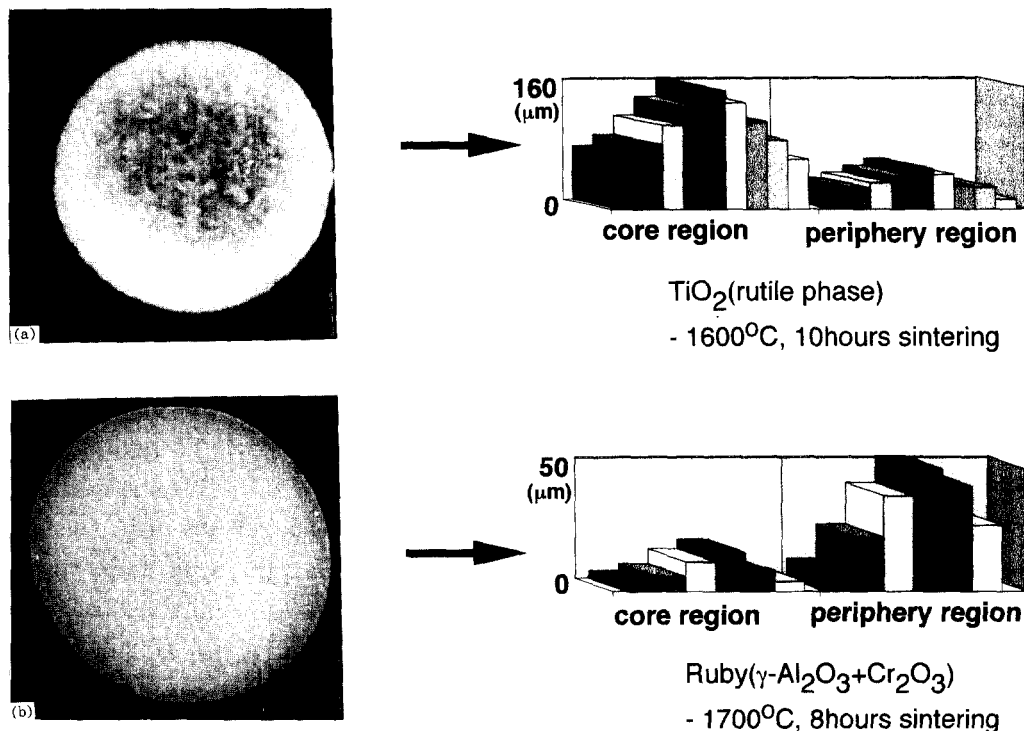 160
(μm)
0
core region periphery region
TiO2(rutile phase)
- 1600°C, 10hours sintering
(a)
50
(μm)
0
core region periphery region
Ruby(γ-Al2O3+Cr2O3)
- 1700°C, 8hours sintering
(b)